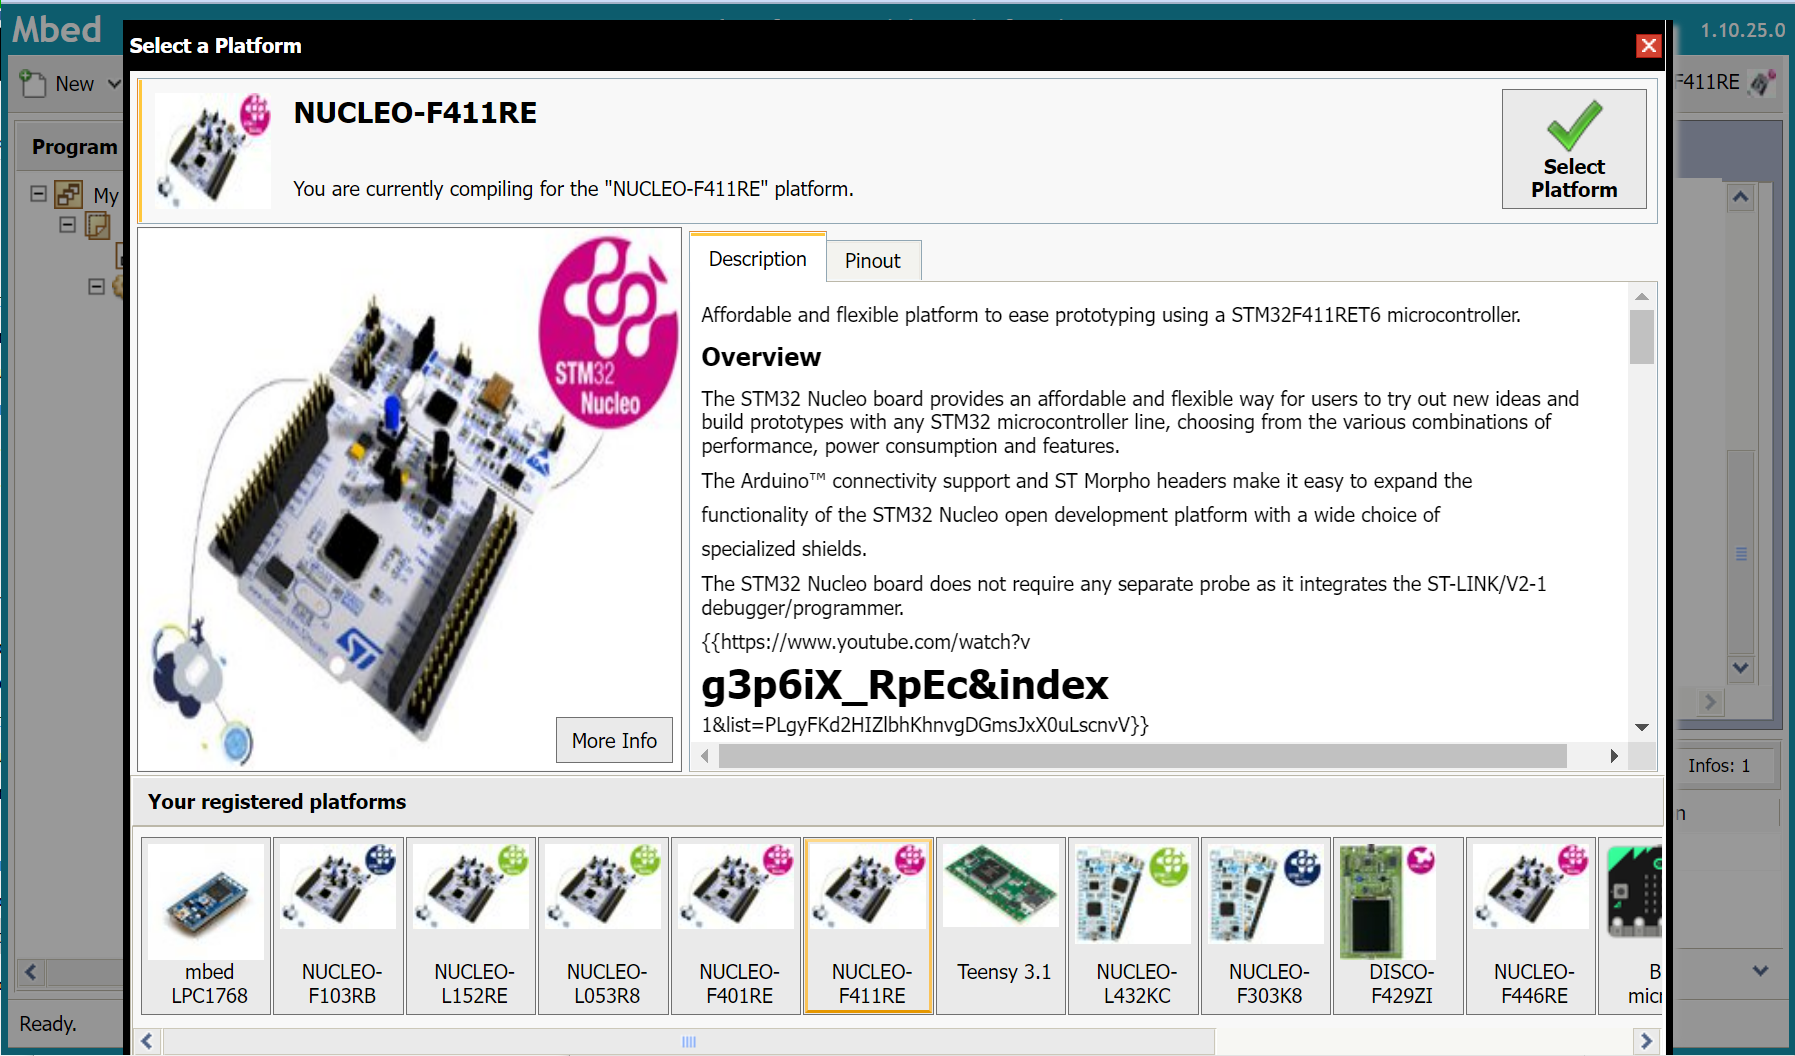 Mbed
1.10.25.0
Select a Platform
New
F411RE
NUCLEO-F411RE
You are currently compiling for the "NUCLEO-F411RE" platform.
Select
Platform
Program
My
STM32
Nucleo
More Info
Description
Pinout
Affordable and flexible platform to ease prototyping using a STM32F411RET6 microcontroller.
Overview
The STM32 Nucleo board provides an affordable and flexible way for users to try out new ideas and
build prototypes with any STM32 microcontroller line, choosing from the various combinations of
performance, power consumption and features.
The Arduino™ connectivity support and ST Morpho headers make it easy to expand the
functionality of the STM32 Nucleo open development platform with a wide choice of
specialized shields.
The STM32 Nucleo board does not require any separate probe as it integrates the ST-LINK/V2-1
debugger/programmer.
{{https://www.youtube.com/watch?v
g3p6iX_RpEc&index
1&list=PLgyFKd2HIZlbhKhnvgDGmsJxX0uLscnvV}}
Infos: 1
n
Your registered platforms
mbed
LPC1768
NUCLEO-
F103RB
NUCLEO-
L152RE
NUCLEO-
L053R8
NUCLEO-
F401RE
NUCLEO-
F411RE
Teensy 3.1
NUCLEO-
L432KC
NUCLEO-
F303K8
DISCO-
F429ZI
NUCLEO-
F446RE
B
micr
Ready.